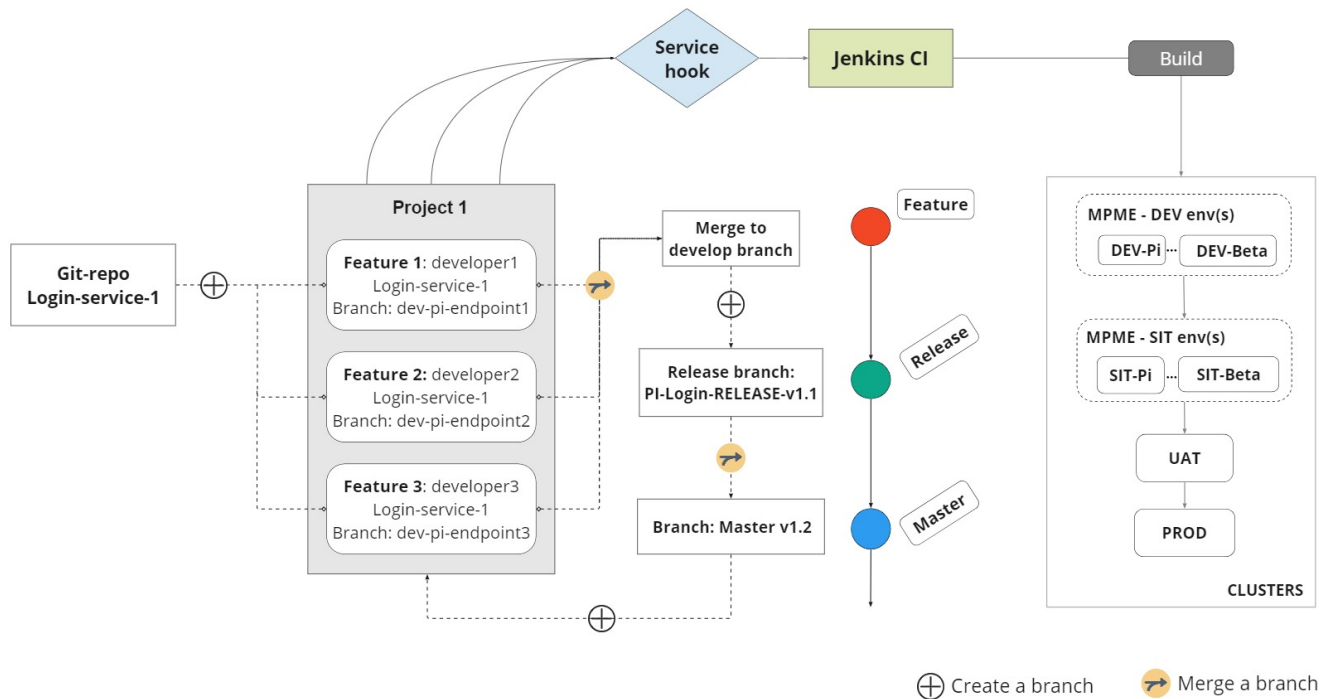 Service
hook
Jenkins CI
Build
Git-repo
Login-service-1
Project 1
Feature 1: developer1
Login-service-1
Branch: dev-pi-endpoint1
Feature 2: developer2
Login-service-1
Branch: dev-pi-endpoint2
Feature 3: developer3
Login-service-1
Branch: dev-pi-endpoint3
Merge to
develop branch
Release branch:
PI-Login-RELEASE-v1.1
Branch: Master v1.2
Feature
Release
Master
MPME - DEV env(s)
DEV-Pi ... DEV-Beta
MPME - SIT env(s)
SIT-Pi ... SIT-Beta
UAT
PROD
CLUSTERS
Create a branch
Merge a branch